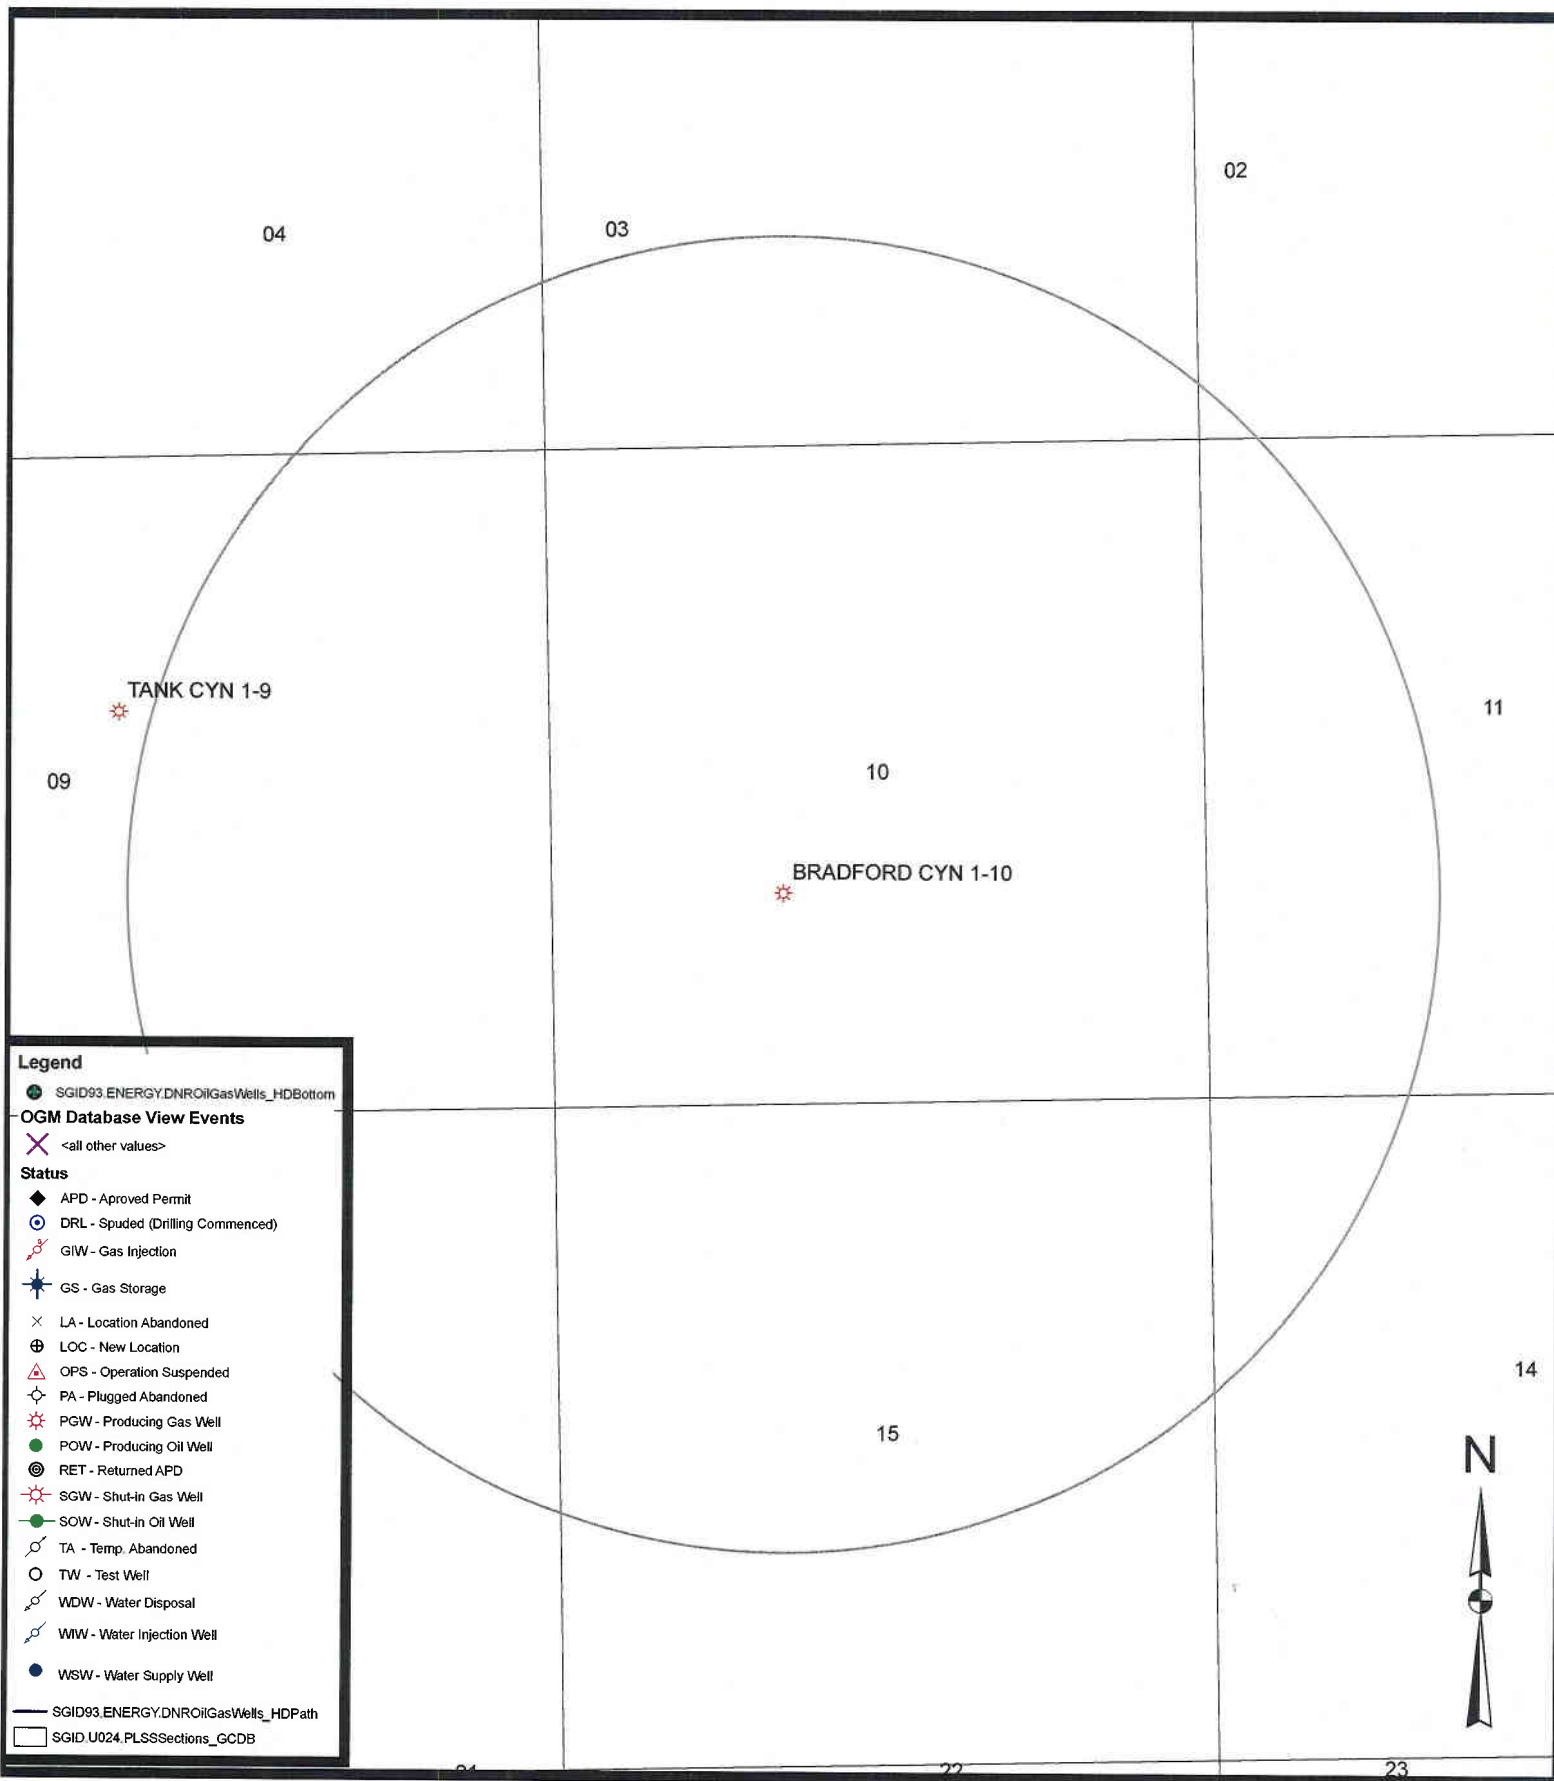 02
04
03
TANK CYN 1-9
11
09
10
BRADFORD CYN 1-10
Legend
SGID93.ENERGY.DNROilGasWells_HDBottom
OGM Database View Events
<all other values>
Status
APD - Aproved Permit
DRL - Spuded (Drilling Commenced)
GIW - Gas Injection
GS - Gas Storage
LA - Location Abandoned
LOC - New Location
OPS - Operation Suspended
PA - Plugged Abandoned
PGW - Producing Gas Well
POW - Producing Oil Well
RET - Returned APD
SGW - Shut-in Gas Well
SOW - Shut-in Oil Well
TA - Temp. Abandoned
TW - Test Well
WDW - Water Disposal
WIW - Water Injection Well
WSW - Water Supply Well
SGID93.ENERGY.DNROilGasWells_HDPath
SGID.U024.PLSSSections_GCDB
14
15
N
22
23